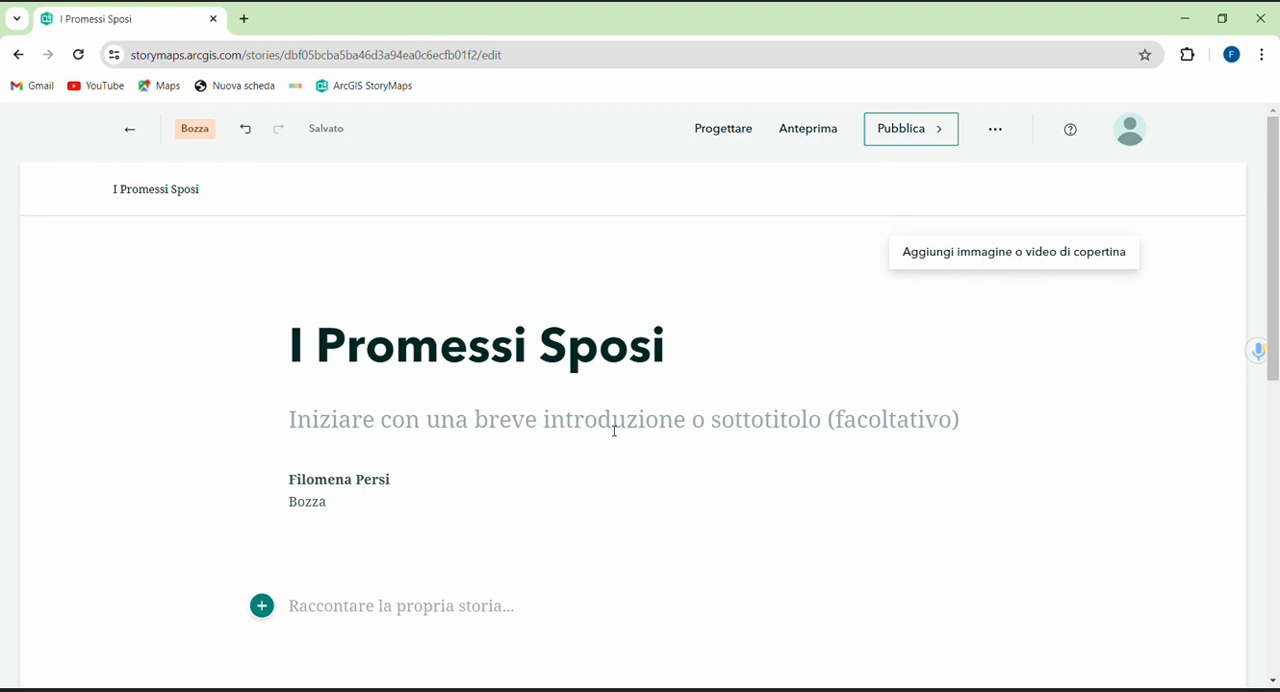 I Promessi Sposi
storymaps.arcgis.com/stories/dbf05bcba5ba46d3a94ea0c6ecfb01f2/edit
F
Gmail YouTube Maps Nuova scheda ArcGIS StoryMaps
Bozza Salvato Progettare Anteprima Pubblica
I Promessi Sposi
Aggiungi immagine o video di copertina
I Promessi Sposi
Iniziare con una breve introduzione o sottotitolo (facoltativo)
Filomena Persi
Bozza
Raccontare la propria storia...